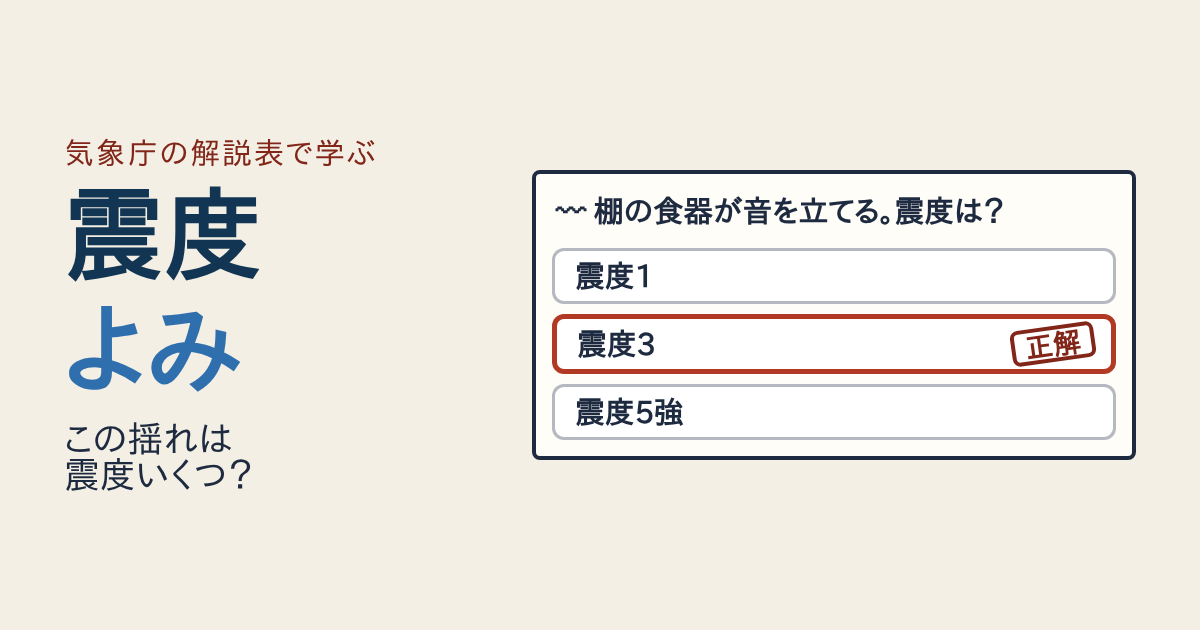 気象庁の解説表で学ぶ
震度
よみ
この揺れは
震度いくつ?
〰 棚の食器が音を立てる。震度は?
震度1
震度3
正解
震度5強